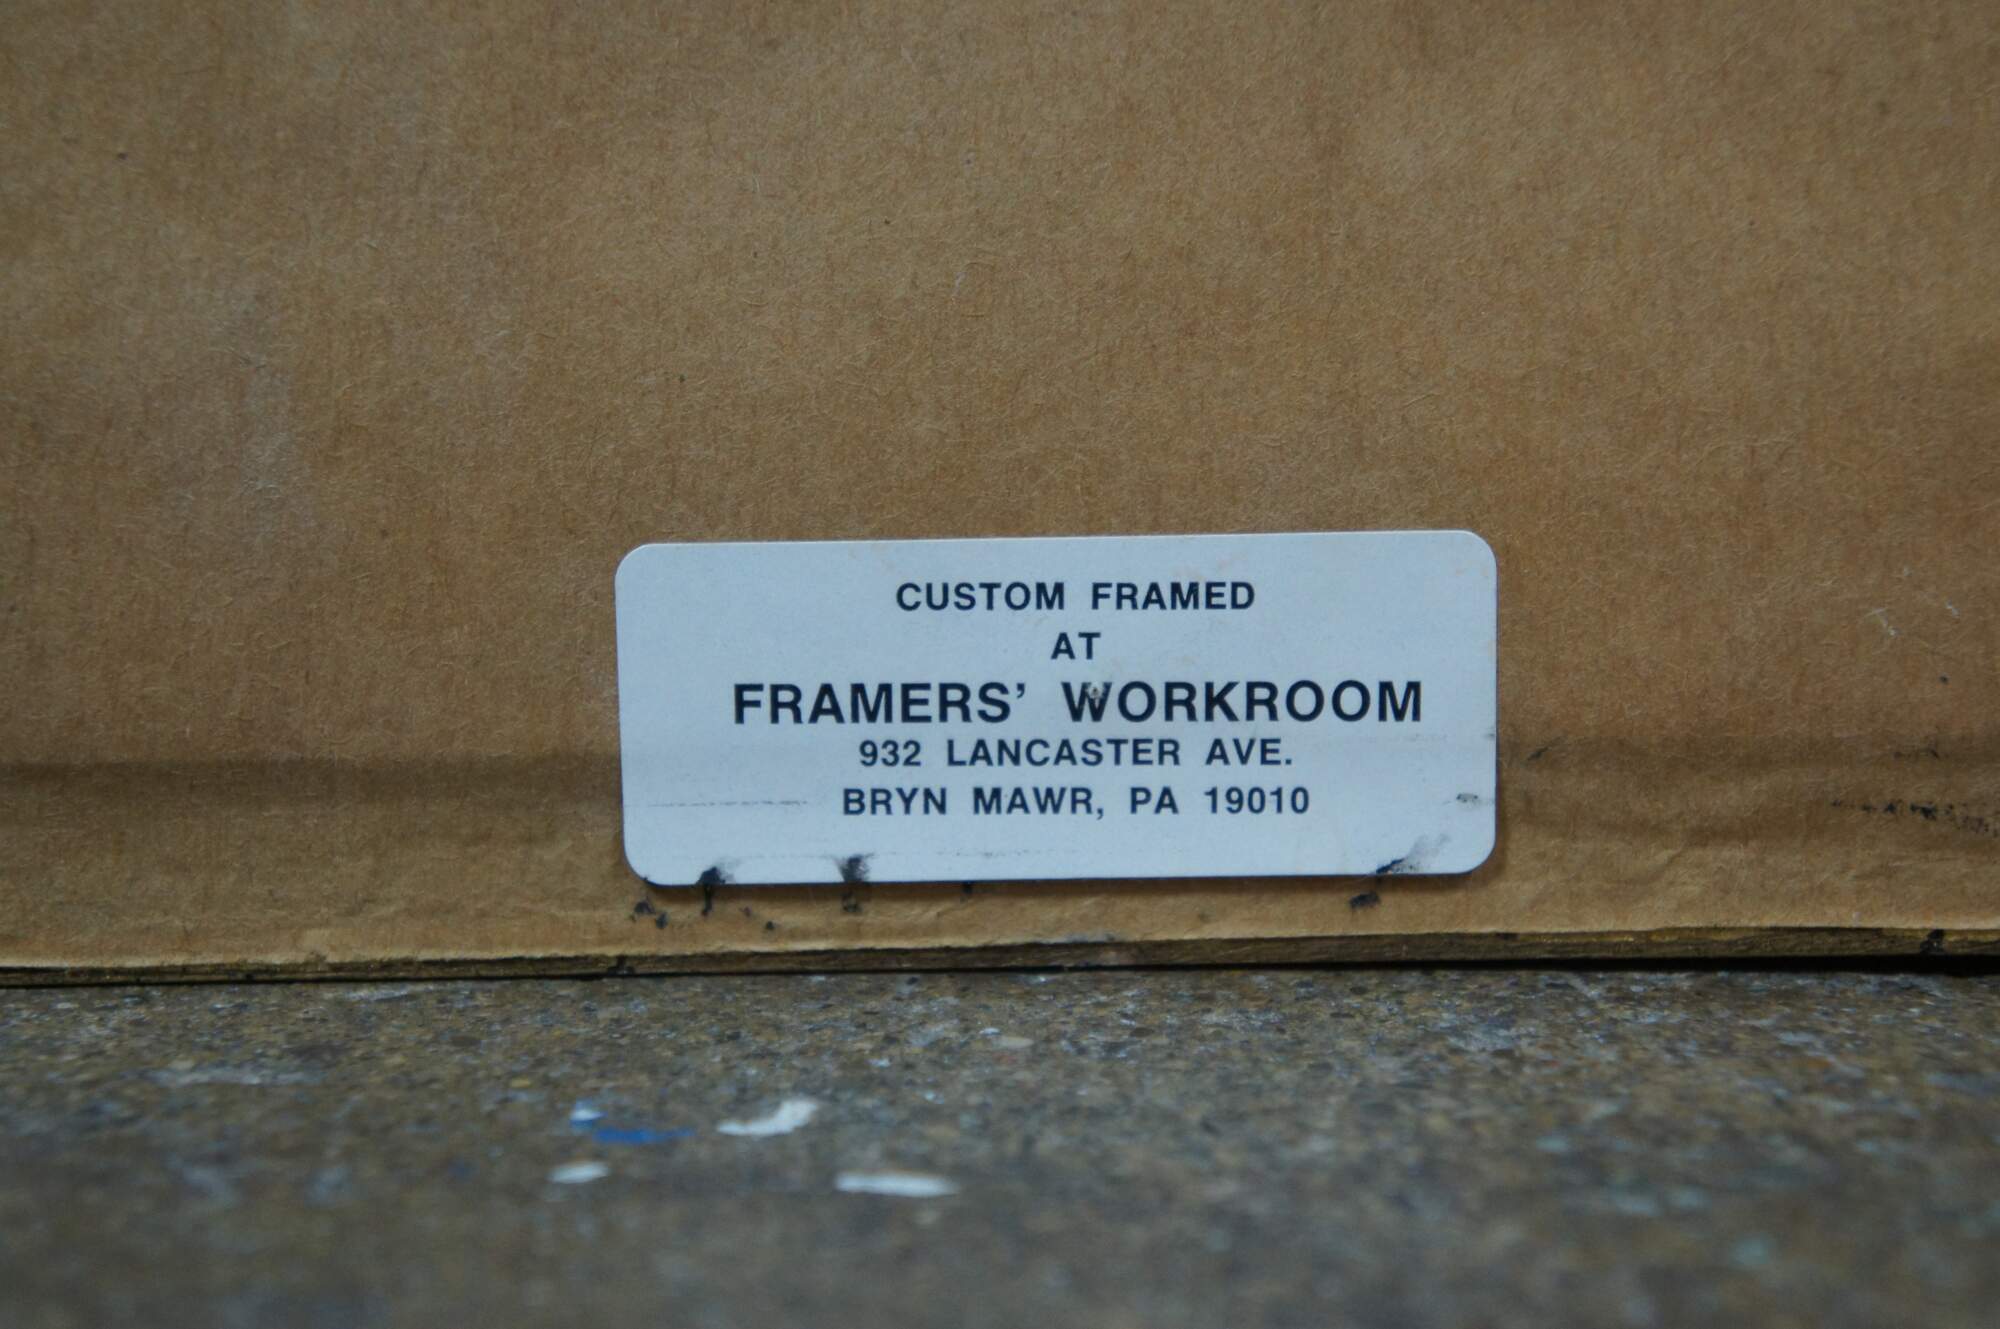 CUSTOM FRAMED
AT
FRAMERS’ WORKROOM
932 LANCASTER AVE.
BRYN MAWR, PA 19010